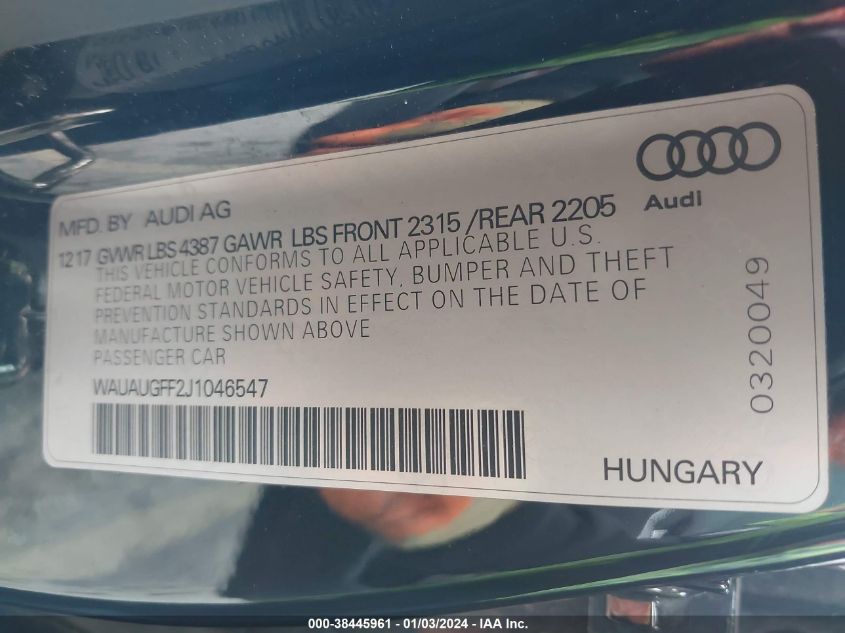 Audi
MFD. BY AUDI AG
12 17 GVWR LBS 4387 GAWR LBS FRONT 2315 /REAR 2205
THIS VEHICLE CONFORMS TO ALL APPLICABLE U.S.
FEDERAL MOTOR VEHICLE SAFETY, BUMPER AND THEFT
PREVENTION STANDARDS IN EFFECT ON THE DATE OF
MANUFACTURE SHOWN ABOVE
PASSENGER CAR
WAUAUGFF2J1046547
0320049
HUNGARY
000-38445961 - 01/03/2024 - IAA Inc.